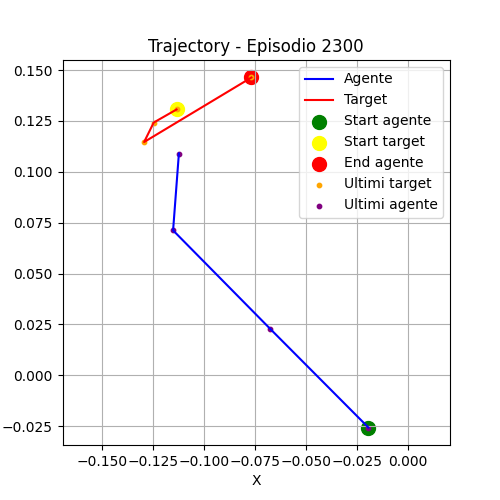 Trajectory - Episodio 2300
0.150
0.125
0.100
0.075
0.050
0.025
0.000
−0.025
−0.150 −0.125 −0.100 −0.075 −0.050 −0.025 0.000
X
Agente
Target
Start agente
Start target
End agente
Ultimi target
Ultimi agente